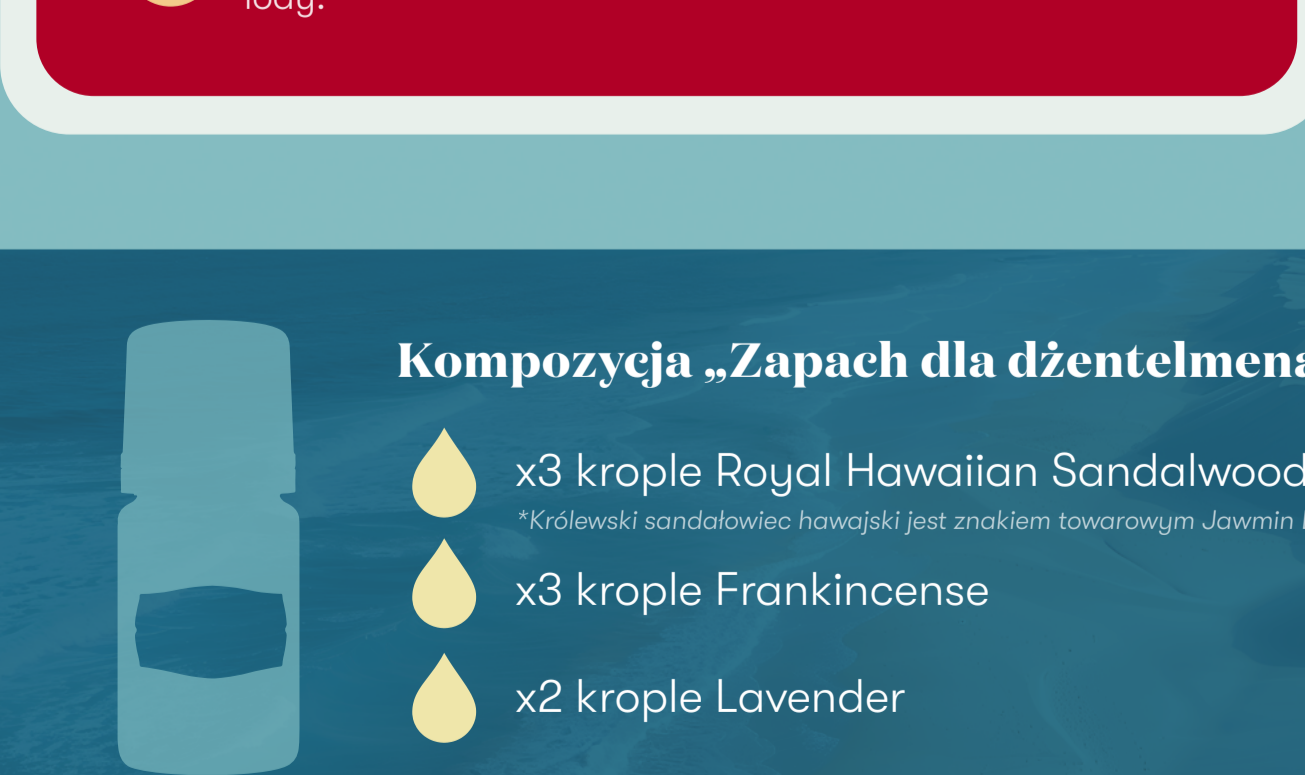 lody.
Kompozycja „Zapach dla dżentelmena
x3 krople Royal Hawaiian Sandalwood
*Królewski sandałowiec hawajski jest znakiem towarowym Jawmin
x3 krople Frankincense
x2 krople Lavender